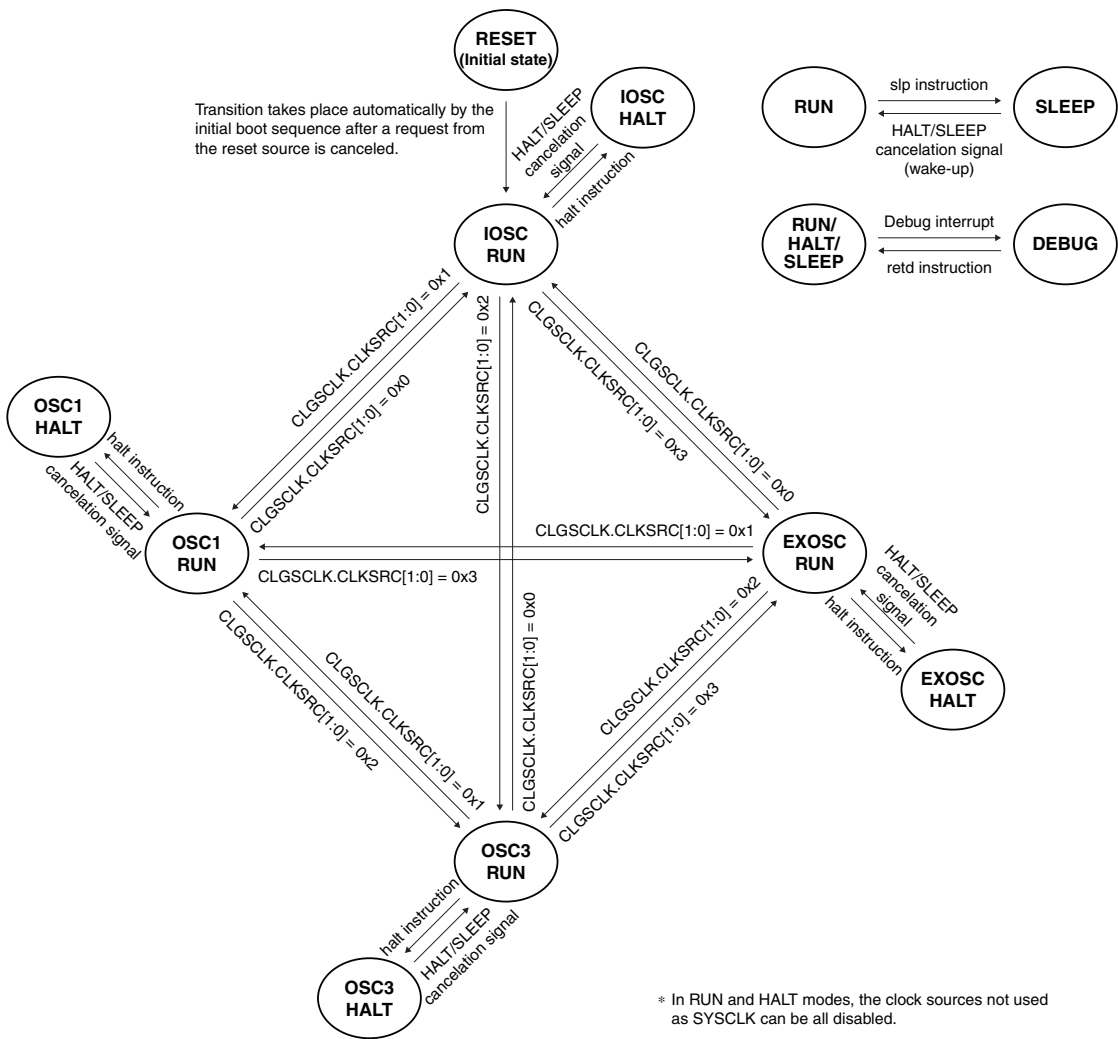 RESET
(Initial state)
Transition takes place automatically by the
initial boot sequence after a request from
the reset source is canceled.
IOSC
HALT
HALT/SLEEP
cancelation
signal
halt instruction
IOSC
RUN
RUN
slp instruction
HALT/SLEEP
cancelation signal
(wake-up)
SLEEP
RUN/
HALT/
SLEEP
Debug interrupt
retd instruction
DEBUG
CLGSCLK.CLKSRC[1:0] = 0x1
CLGSCLK.CLKSRC[1:0] = 0x0
CLGSCLK.CLKSRC[1:0] = 0x2
CLGSCLK.CLKSRC[1:0] = 0x3
CLGSCLK.CLKSRC[1:0] = 0x0
OSC1
HALT
halt instruction
HALT/SLEEP
cancelation signal
OSC1
RUN
CLGSCLK.CLKSRC[1:0] = 0x1
CLGSCLK.CLKSRC[1:0] = 0x3
EXOSC
RUN
HALT/SLEEP
cancelation
signal
halt instruction
EXOSC
HALT
CLGSCLK.CLKSRC[1:0] = 0x2
CLGSCLK.CLKSRC[1:0] = 0x1
CLGSCLK.CLKSRC[1:0] = 0x0
CLGSCLK.CLKSRC[1:0] = 0x2
CLGSCLK.CLKSRC[1:0] = 0x3
OSC3
RUN
halt instruction
HALT/SLEEP
cancelation signal
OSC3
HALT
* In RUN and HALT modes, the clock sources not used
as SYSCLK can be all disabled.